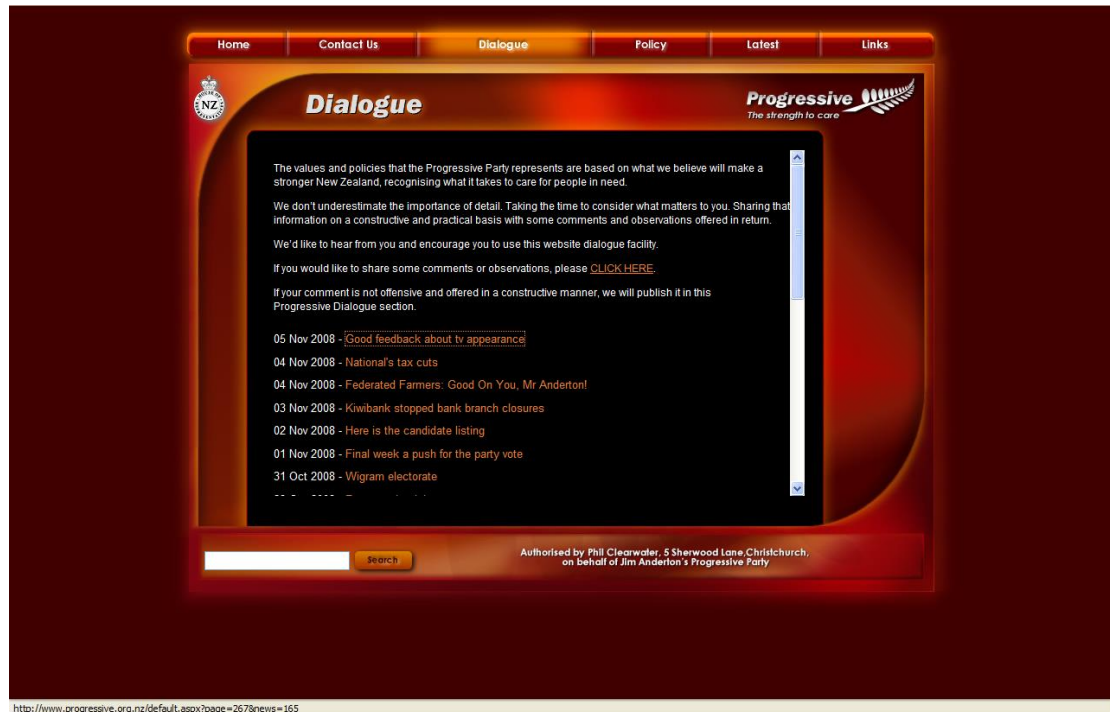 Home Contact Us Dialogue Policy Latest Links
NZ
Dialogue
Progressive
The strength to care
The values and policies that the Progressive Party represents are based on what we believe will make a
stronger New Zealand, recognising what it takes to care for people in need.
We don't underestimate the importance of detail. Taking the time to consider what matters to you. Sharing that
information on a constructive and practical basis with some comments and observations offered in return.
We'd like to hear from you and encourage you to use this website dialogue facility.
If you would like to share some comments or observations, please CLICK HERE.
If your comment is not offensive and offered in a constructive manner, we will publish it in this
Progressive Dialogue section.
05 Nov 2008 - Good feedback about tv appearance
04 Nov 2008 - National's tax cuts
04 Nov 2008 - Federated Farmers: Good On You, Mr Anderton!
03 Nov 2008 - Kiwibank stopped bank branch closures
02 Nov 2008 - Here is the candidate listing
01 Nov 2008 - Final week a push for the party vote
31 Oct 2008 - Wigram electorate
Search
Authorised by Phil Clearwater, 5 Sherwood Lane,Christchurch,
on behalf of Jim Anderton's Progressive Party
http://www.progressive.org.nz/default.aspx?page=267&news=165